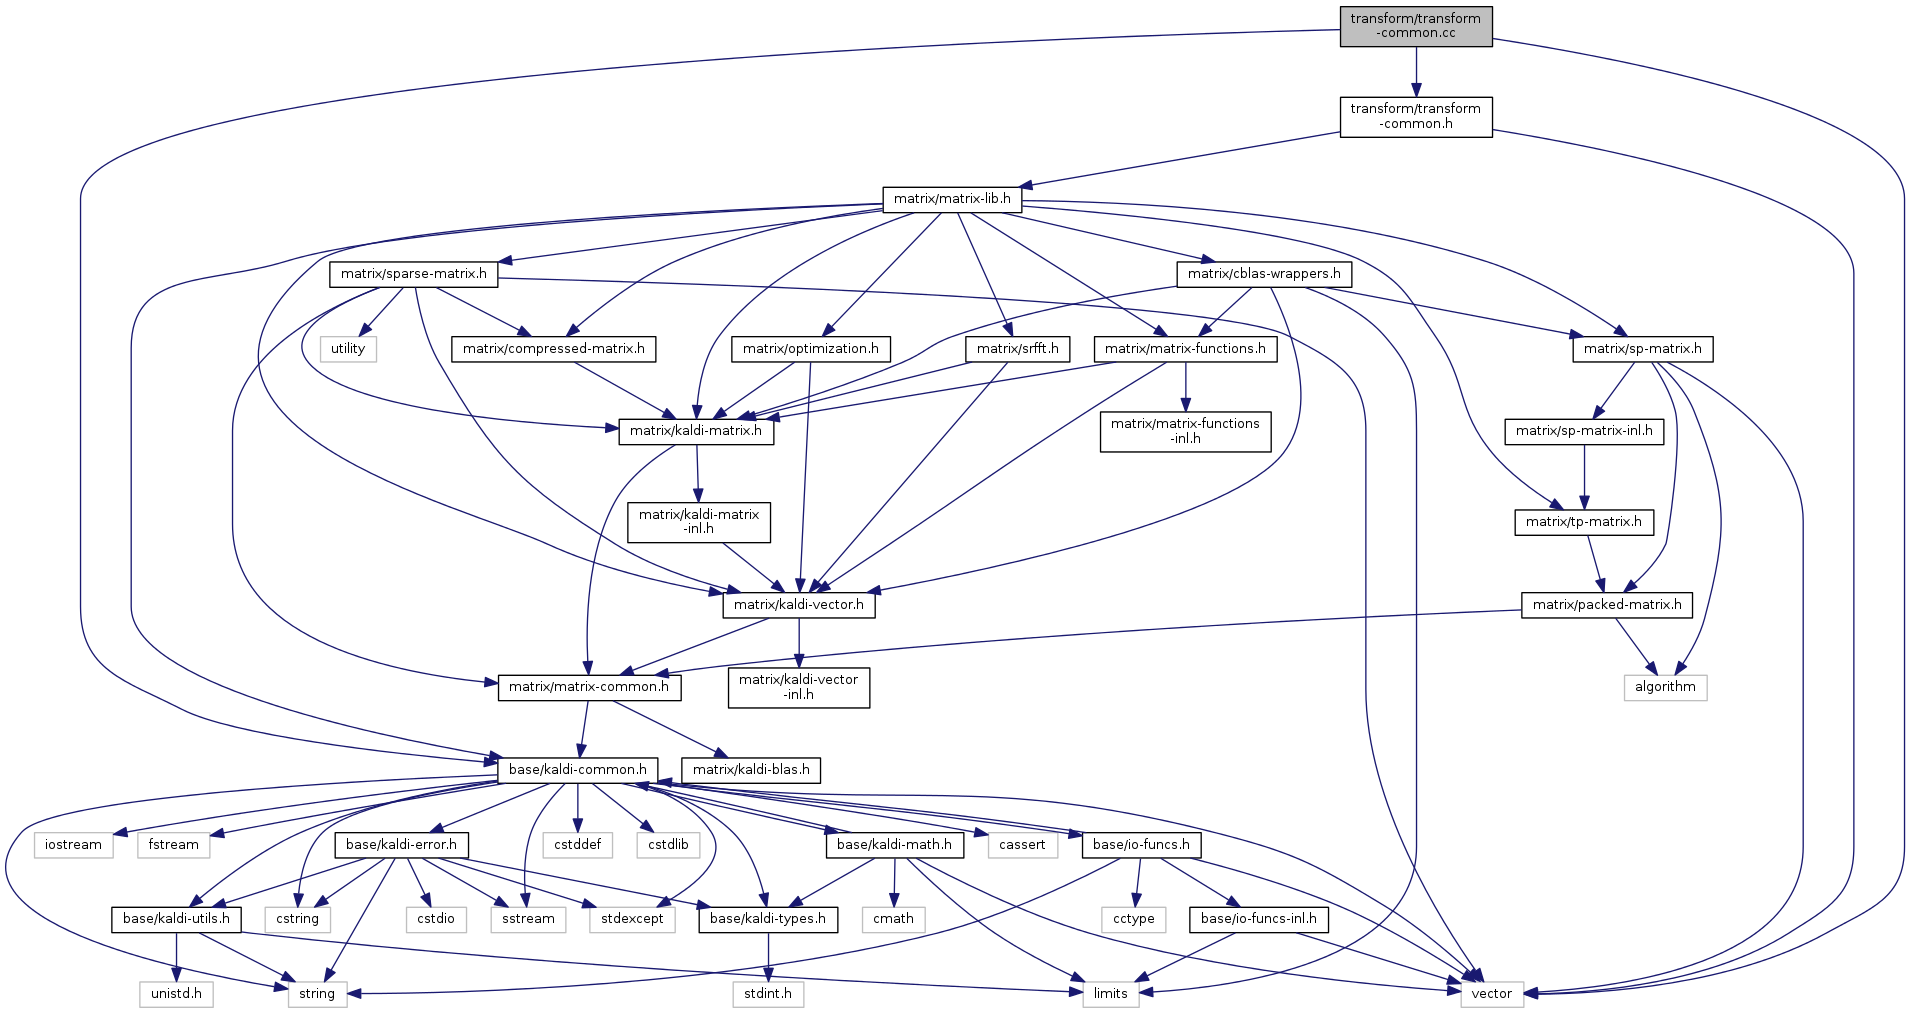 transform/transform
-common.cc
transform/transform
-common.h
matrix/matrix-lib.h
matrix/sparse-matrix.h
matrix/cblas-wrappers.h
utility
matrix/compressed-matrix.h
matrix/optimization.h
matrix/srfft.h
matrix/matrix-functions.h
matrix/sp-matrix.h
matrix/kaldi-matrix.h
matrix/matrix-functions
-inl.h
matrix/sp-matrix-inl.h
matrix/kaldi-matrix
-inl.h
matrix/tp-matrix.h
matrix/kaldi-vector.h
matrix/packed-matrix.h
matrix/matrix-common.h
matrix/kaldi-vector
-inl.h
algorithm
base/kaldi-common.h
matrix/kaldi-blas.h
iostream
fstream
base/kaldi-error.h
cstddef
cstdlib
base/kaldi-math.h
cassert
base/io-funcs.h
base/kaldi-utils.h
cstring
cstdio
sstream
stdexcept
base/kaldi-types.h
cmath
cctype
base/io-funcs-inl.h
unistd.h
string
stdint.h
limits
vector